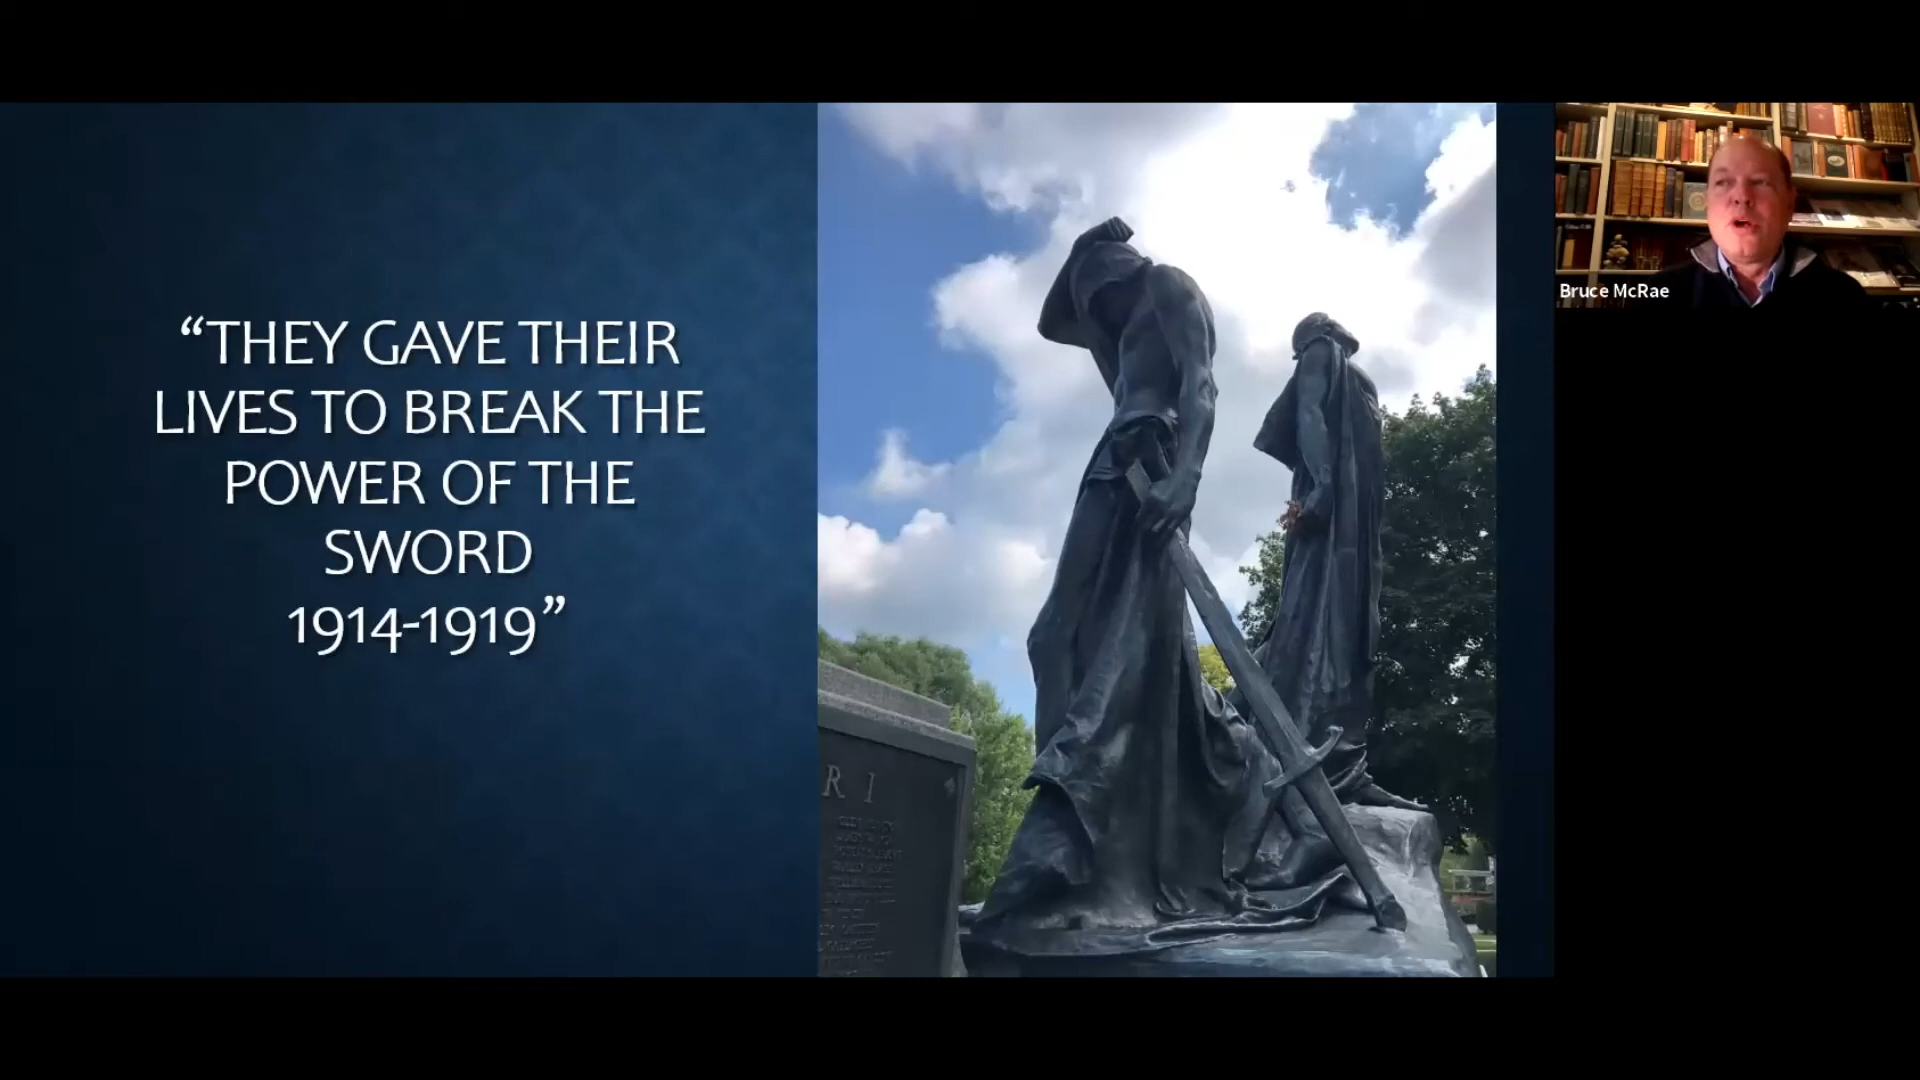 “THEY GAVE THEIR
LIVES TO BREAK THE
POWER OF THE
SWORD
1914-1919”
R I
Bruce McRae